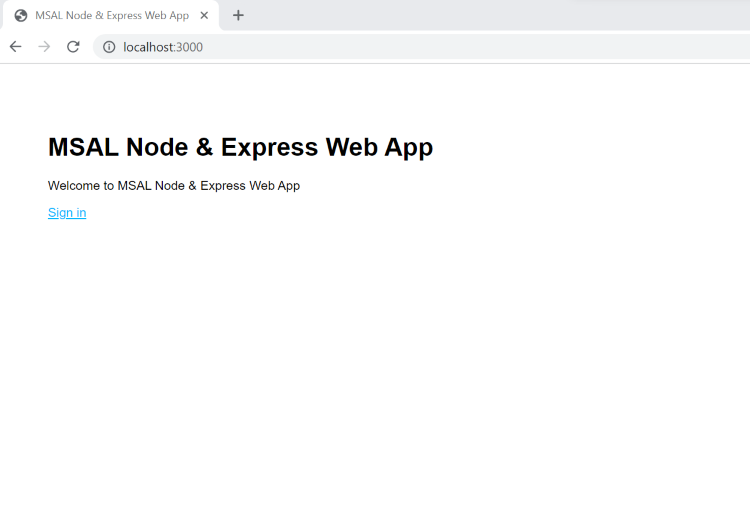 MSAL Node & Express Web App
localhost:3000
MSAL Node & Express Web App
Welcome to MSAL Node & Express Web App
Sign in